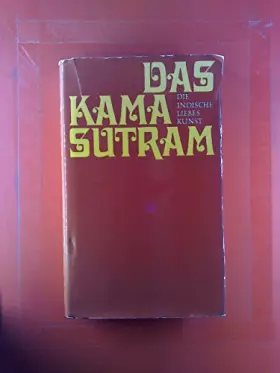 DAS
KAMA
SUTRAM
DIE
INDISCHE
LIEBES
KUNST